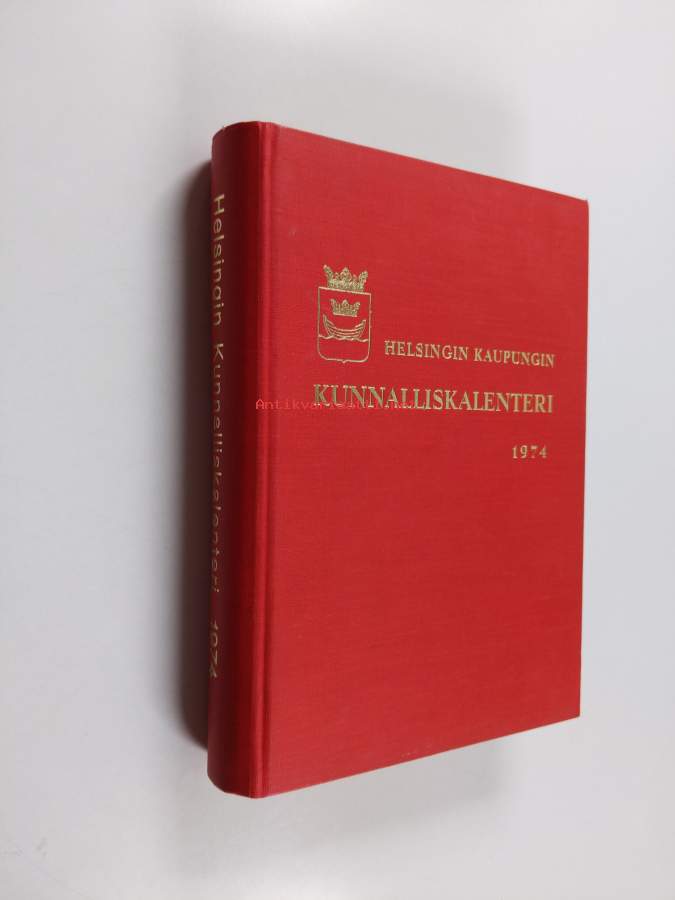 Helsingin Kunnalliskalenteri 1974
HELSINGIN KAUPUNGIN
KUNNALLISKALENTERI
1974